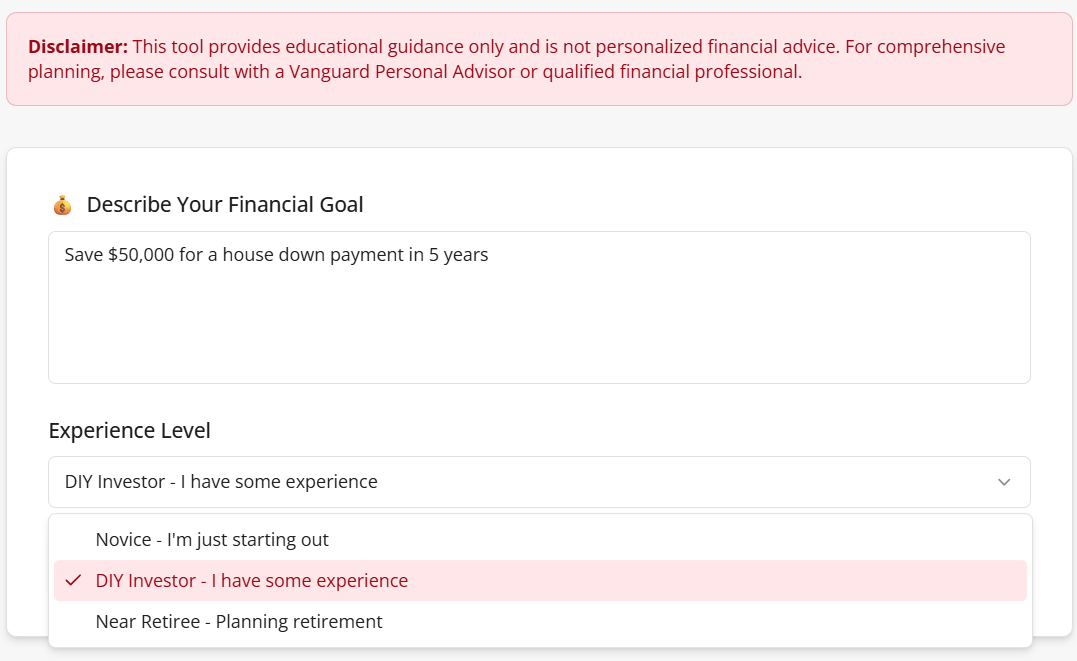 Disclaimer: This tool provides educational guidance only and is not personalized financial advice. For comprehensive
planning, please consult with a Vanguard Personal Advisor or qualified financial professional.
Describe Your Financial Goal
Save $50,000 for a house down payment in 5 years
Experience Level
DIY Investor - I have some experience
Novice - I'm just starting out
DIY Investor - I have some experience
Near Retiree - Planning retirement